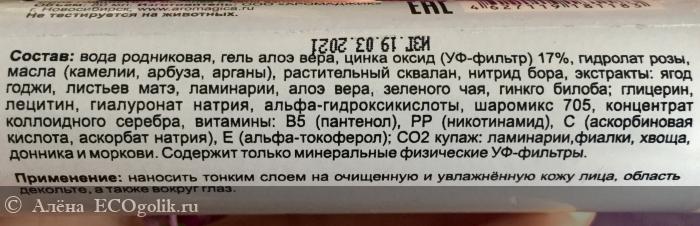 г. Новосибирск, www.aromagica.ru
Не тестируется на животных.
ЕАС
ИЗГ.19.03.2021
Состав: вода родниковая, гель алоэ вера, цинка оксид (УФ-фильтр) 17%, гидролат розы,
масла (камелии, арбуза, арганы), растительный сквалан, нитрид бора, экстракты: ягод
годжи, листьев матэ, ламинарии, алоэ вера, зеленого чая, гинкго билоба; глицерин,
лецитин, гиалуронат натрия, альфа-гидроксикислоты, шаромикс 705, концентрат
коллоидного серебра, витамины: B5 (пантенол), PP (никотинамид), C (аскорбиновая
кислота, аскорбат натрия), E (альфа-токоферол); CO2 купаж: ламинарии,фиалки, хвоща,
донника и моркови. Содержит только минеральные физические УФ-фильтры.
Применение: наносить тонким слоем на очищенную и увлажнённую кожу лица, область
декольте, а также вокруг глаз.
© Алёна ECOgolik.ru